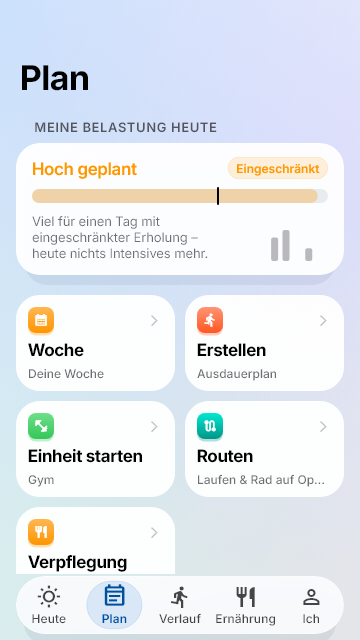 Plan
MEINE BELASTUNG HEUTE
Hoch geplant
Eingeschränkt
Viel für einen Tag mit
eingeschränkter Erholung –
heute nichts Intensives mehr.
Woche
Deine Woche
Erstellen
Ausdauerplan
Einheit starten
Gym
Routen
Laufen & Rad auf Op...
Verpflegung
Heute
Plan
Verlauf
Ernährung
Ich